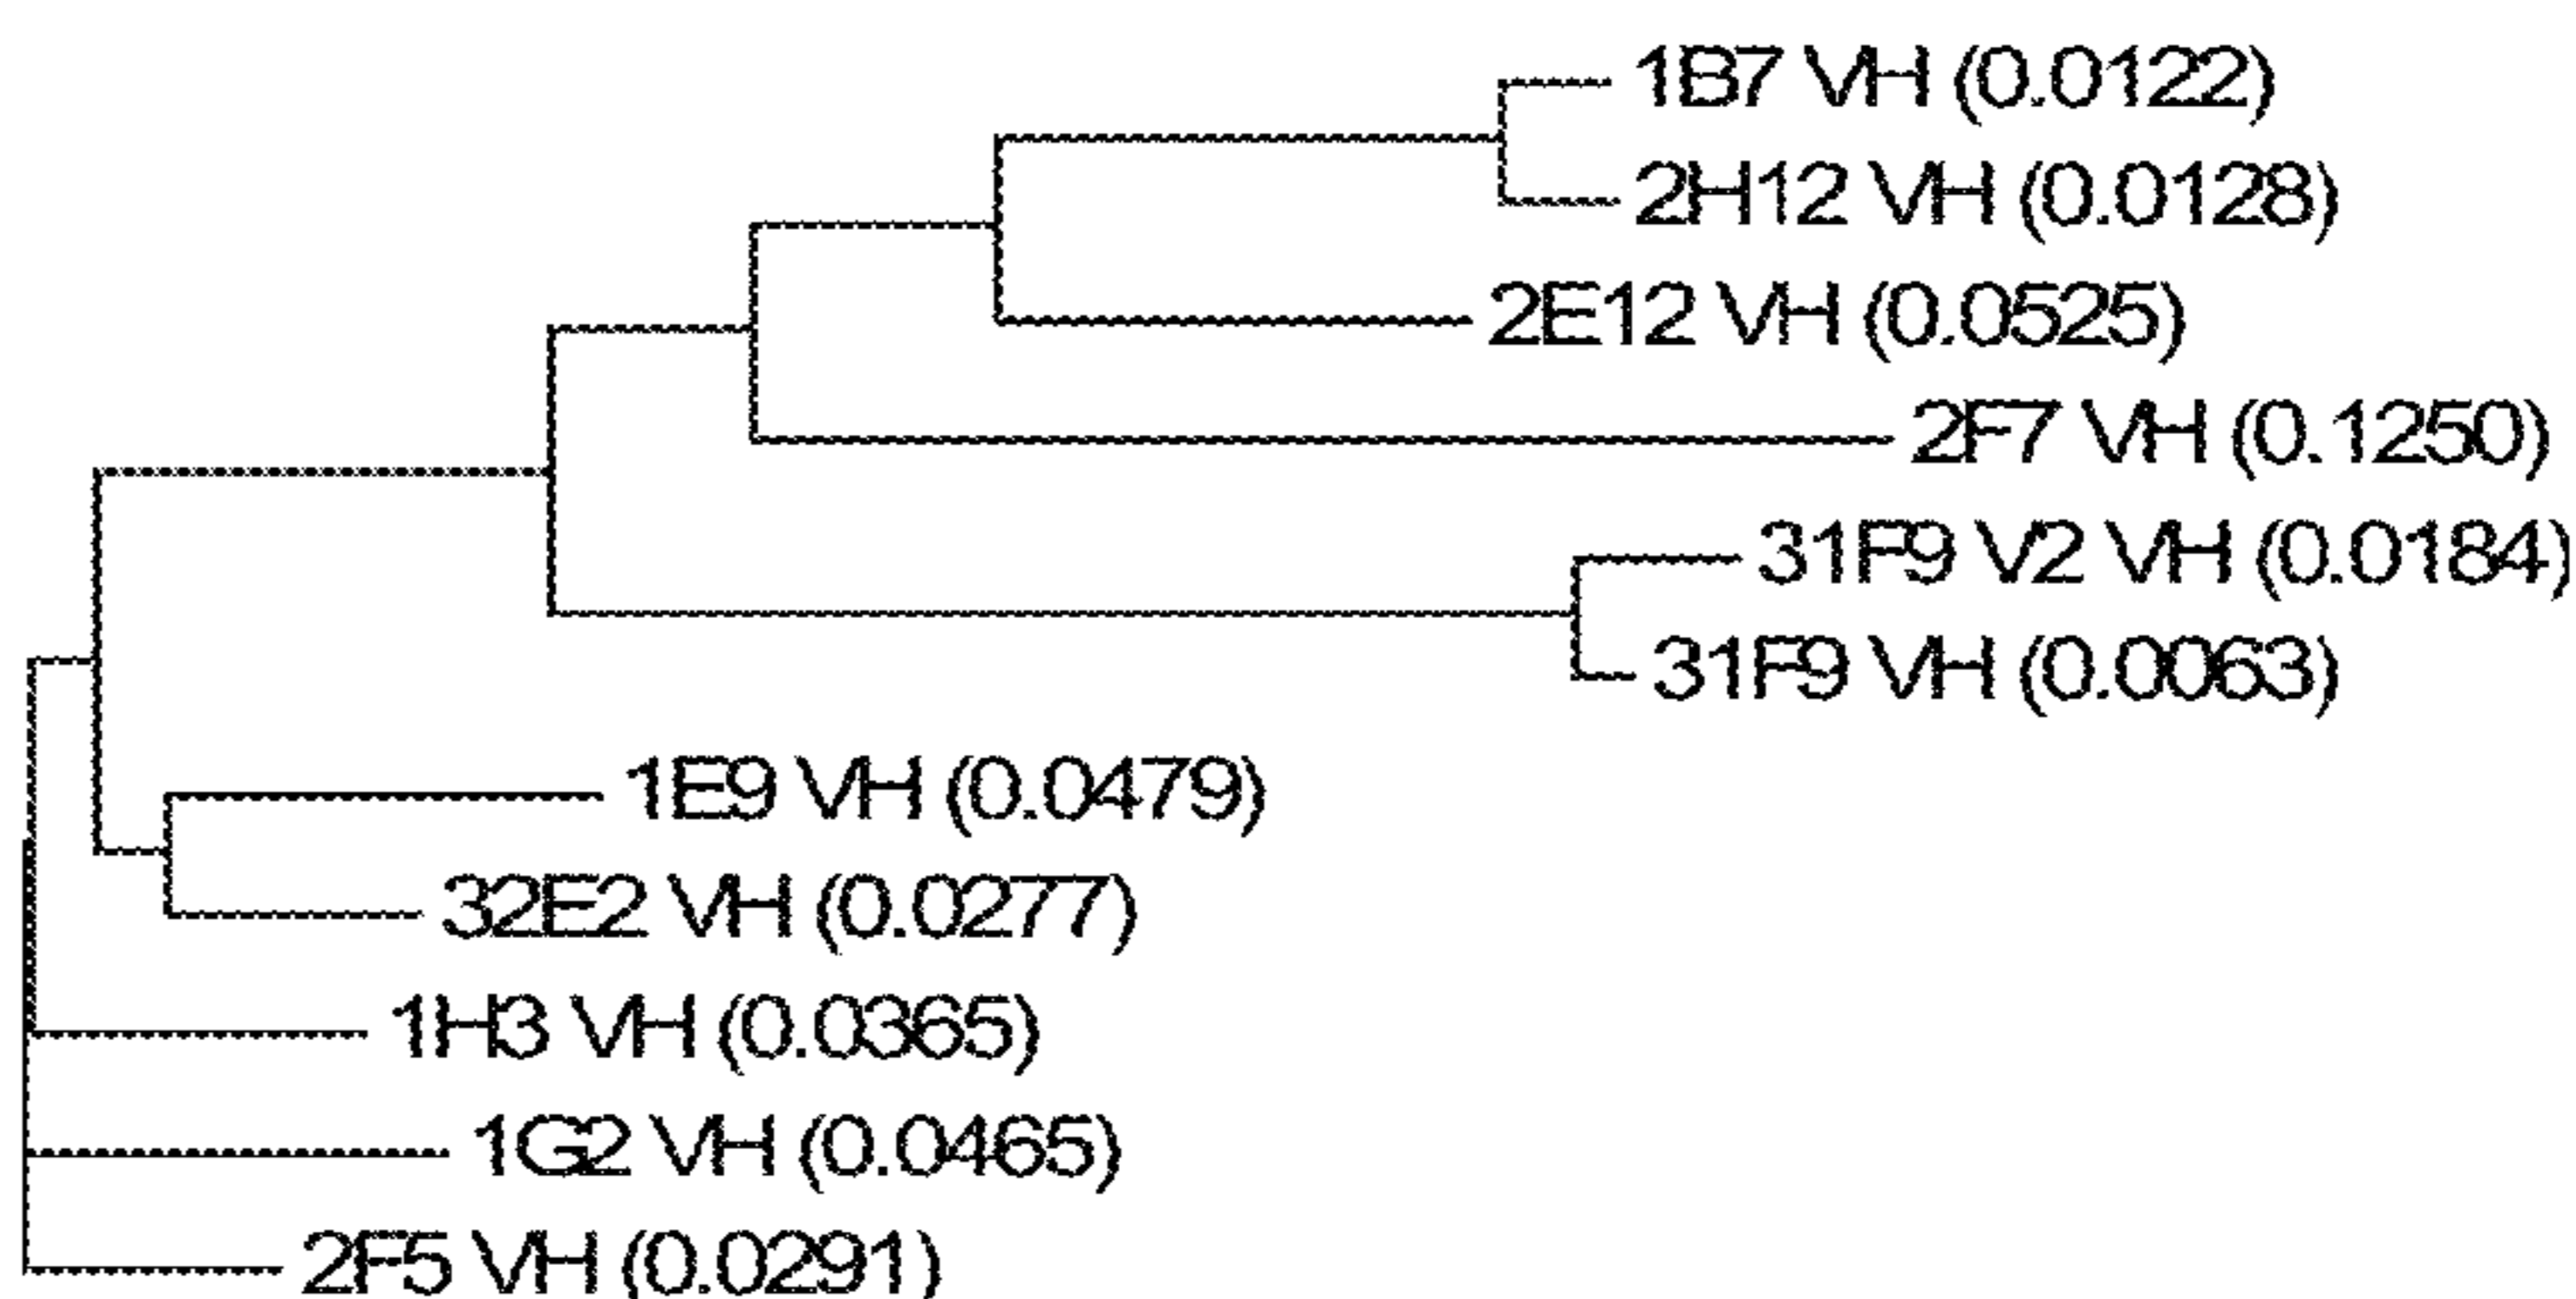 1B7 VH (0.0122)
2H12 VH (0.0128)
2E12 VH (0.0525)
2F7 VH (0.1250)
31F9 V2 VH (0.0184)
31F9 VH (0.0063)
1E9 VH (0.0479)
32E2 VH (0.0277)
1H3 VH (0.0365)
1G2 VH (0.0465)
2F5 VH (0.0291)